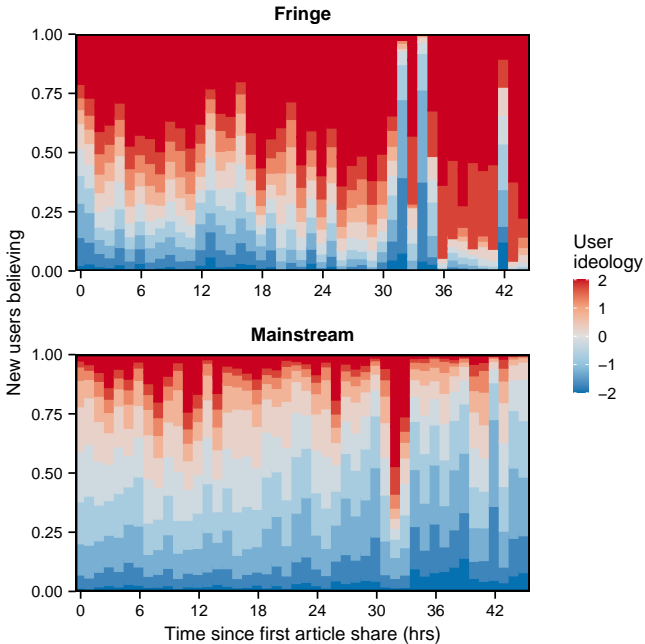 Fringe
1.00
0.75
0.50
0.25
0.00
0 6 12 18 24 30 36 42
New users believing
Mainstream
1.00
0.75
0.50
0.25
0.00
0 6 12 18 24 30 36 42
Time since first article share (hrs)
User
ideology
2
1
0
−1
−2